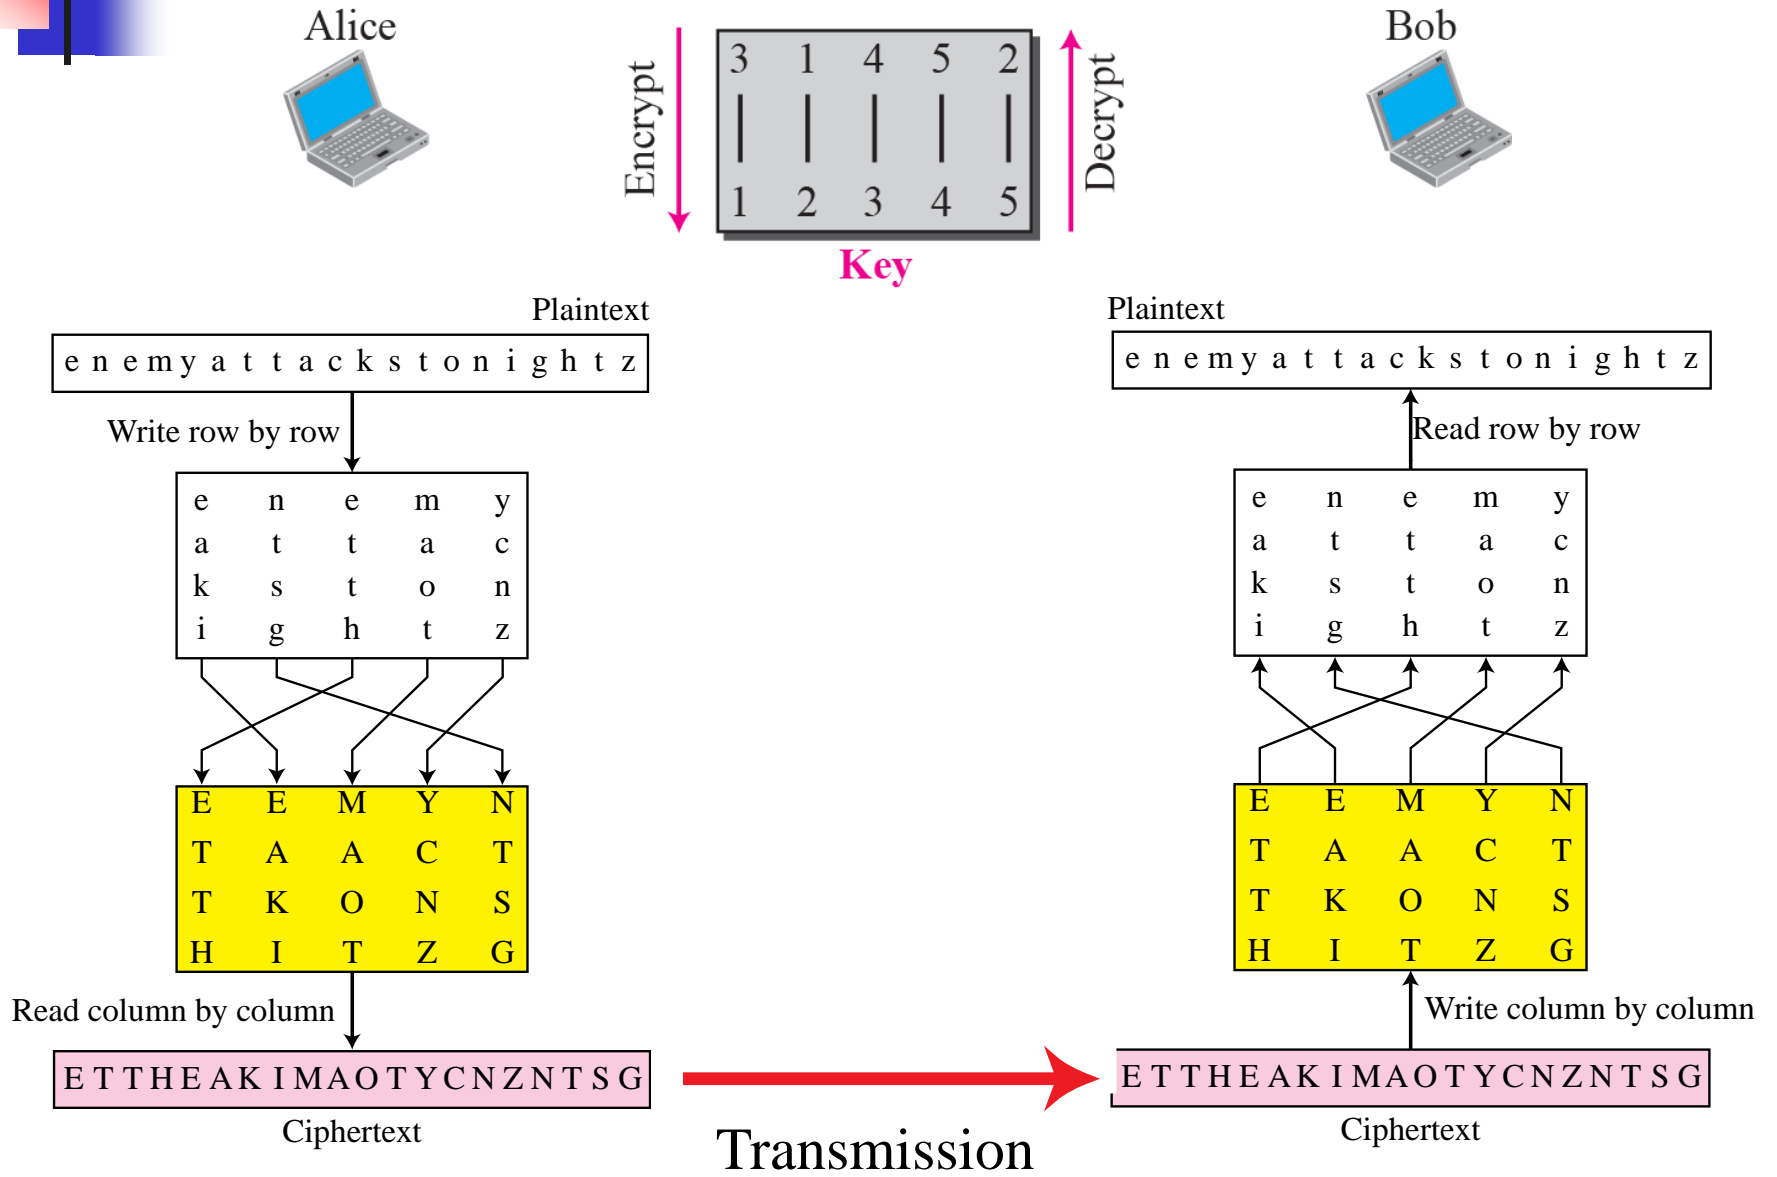 Alice
Bob
Encrypt
3 1 4 5 2
1 2 3 4 5
Decrypt
Key
Plaintext
e n e m y a t t a c k s t o n i g h t z
Write row by row
e n e m y
a t t a c
k s t o n
i g h t z
E E M Y N
T A A C T
T K O N S
H I T Z G
Read column by column
E T T H E A K I M A O T Y C N Z N T S G
Ciphertext
Transmission
Plaintext
e n e m y a t t a c k s t o n i g h t z
Read row by row
e n e m y
a t t a c
k s t o n
i g h t z
E E M Y N
T A A C T
T K O N S
H I T Z G
Write column by column
E T T H E A K I M A O T Y C N Z N T S G
Ciphertext